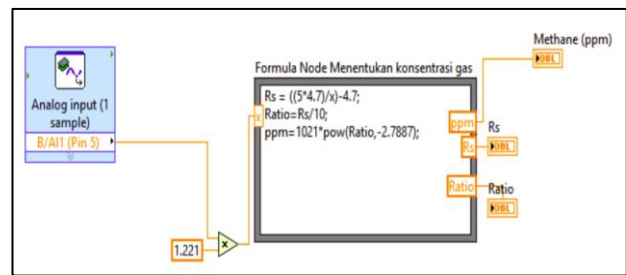 Methane (ppm)
DBL
Formula Node Menentukan konsentrasi gas
Analog input (1
sample)
B/AI1 (Pin 5)
x
Rs = ((5*4.7)/x)-4.7;
Ratio=Rs/10;
ppm=1021*pow(Ratio,-2.7887);
ppm
Rs
Rs
DBL
Ratio
Ratio
DBL
1.221
x